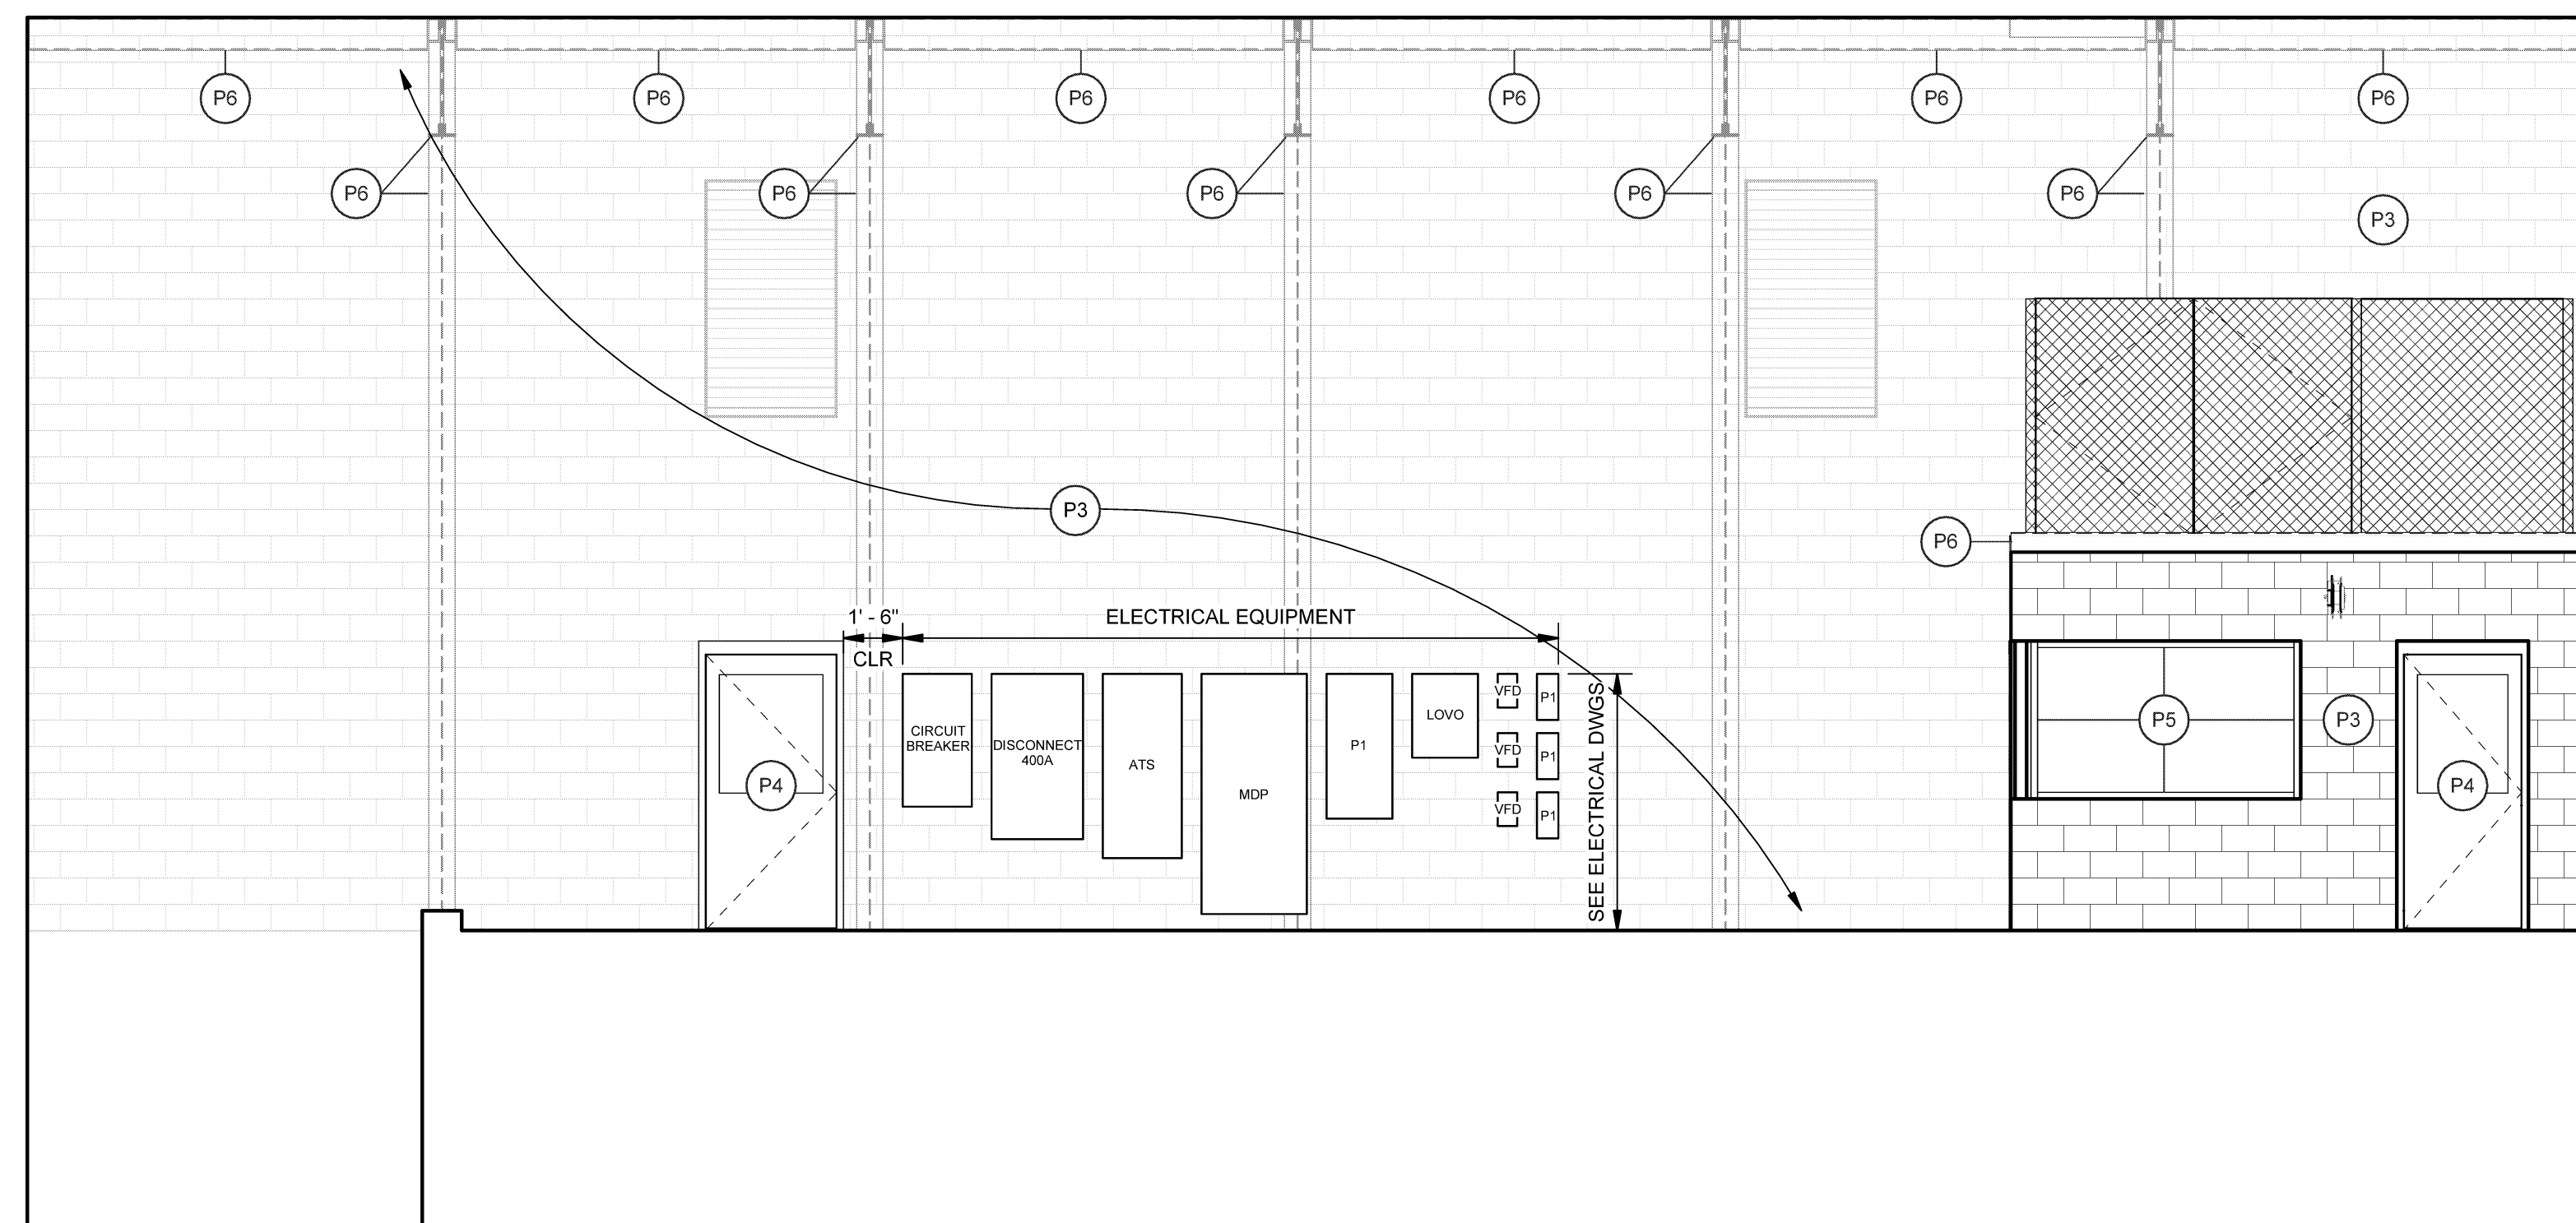 P6
P6
P6
P6
P6
P6
P6
P6
P6
P6
P6
P3
P3
P6
1' - 6"
CLR
ELECTRICAL EQUIPMENT
CIRCUIT
BREAKER
DISCONNECT
400A
ATS
MDP
P1
LOVO
VFD
P1
VFD
P1
VFD
P1
SEE ELECTRICAL DWGS
P4
P5
P3
P4